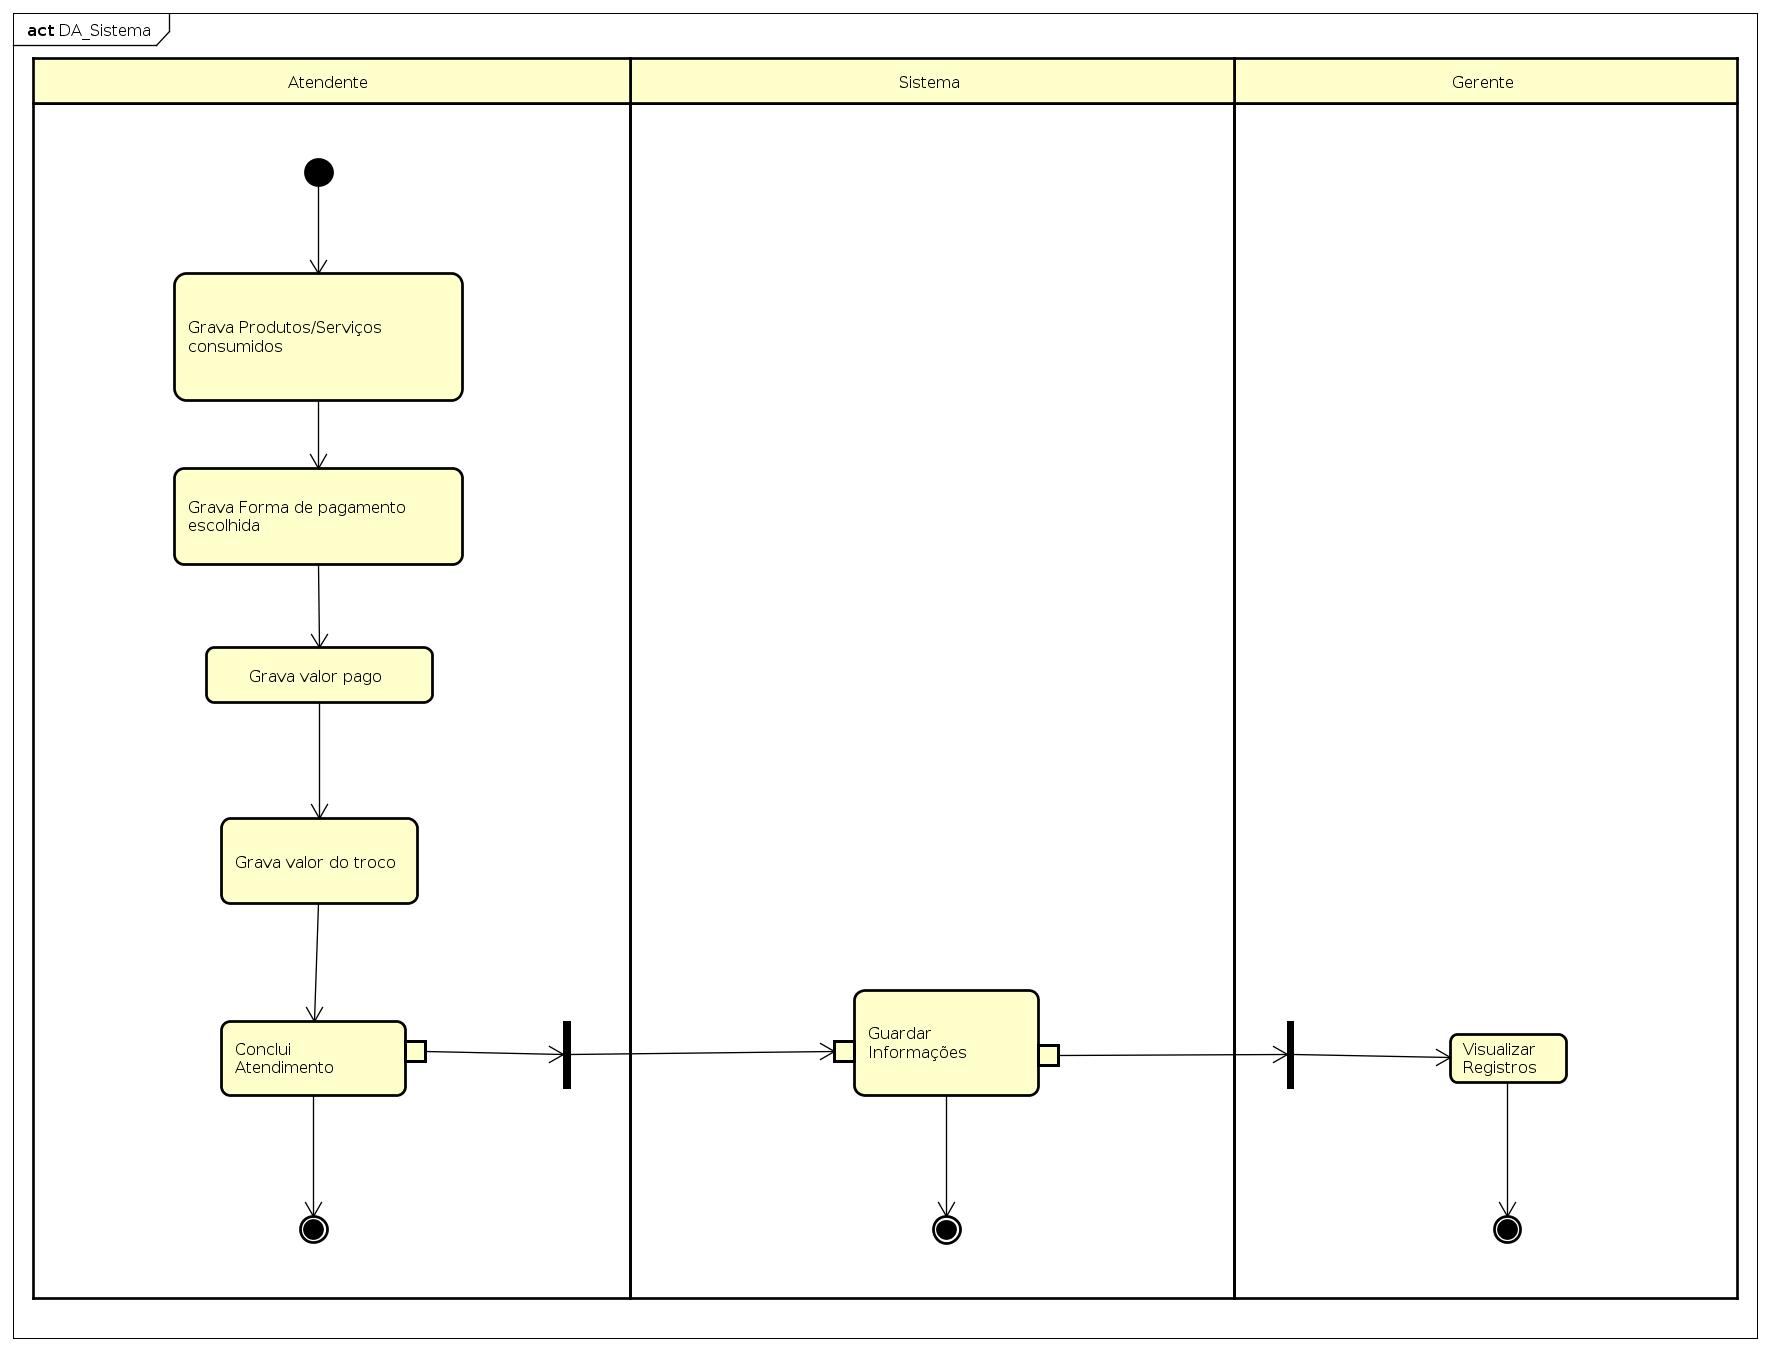 act DA_Sistema
Atendente
Sistema
Gerente
Grava Produtos/Serviços
consumidos
Grava Forma de pagamento
escolhida
Grava valor pago
Grava valor do troco
Conclui
Atendimento
Guardar
Informações
Visualizar
Registros